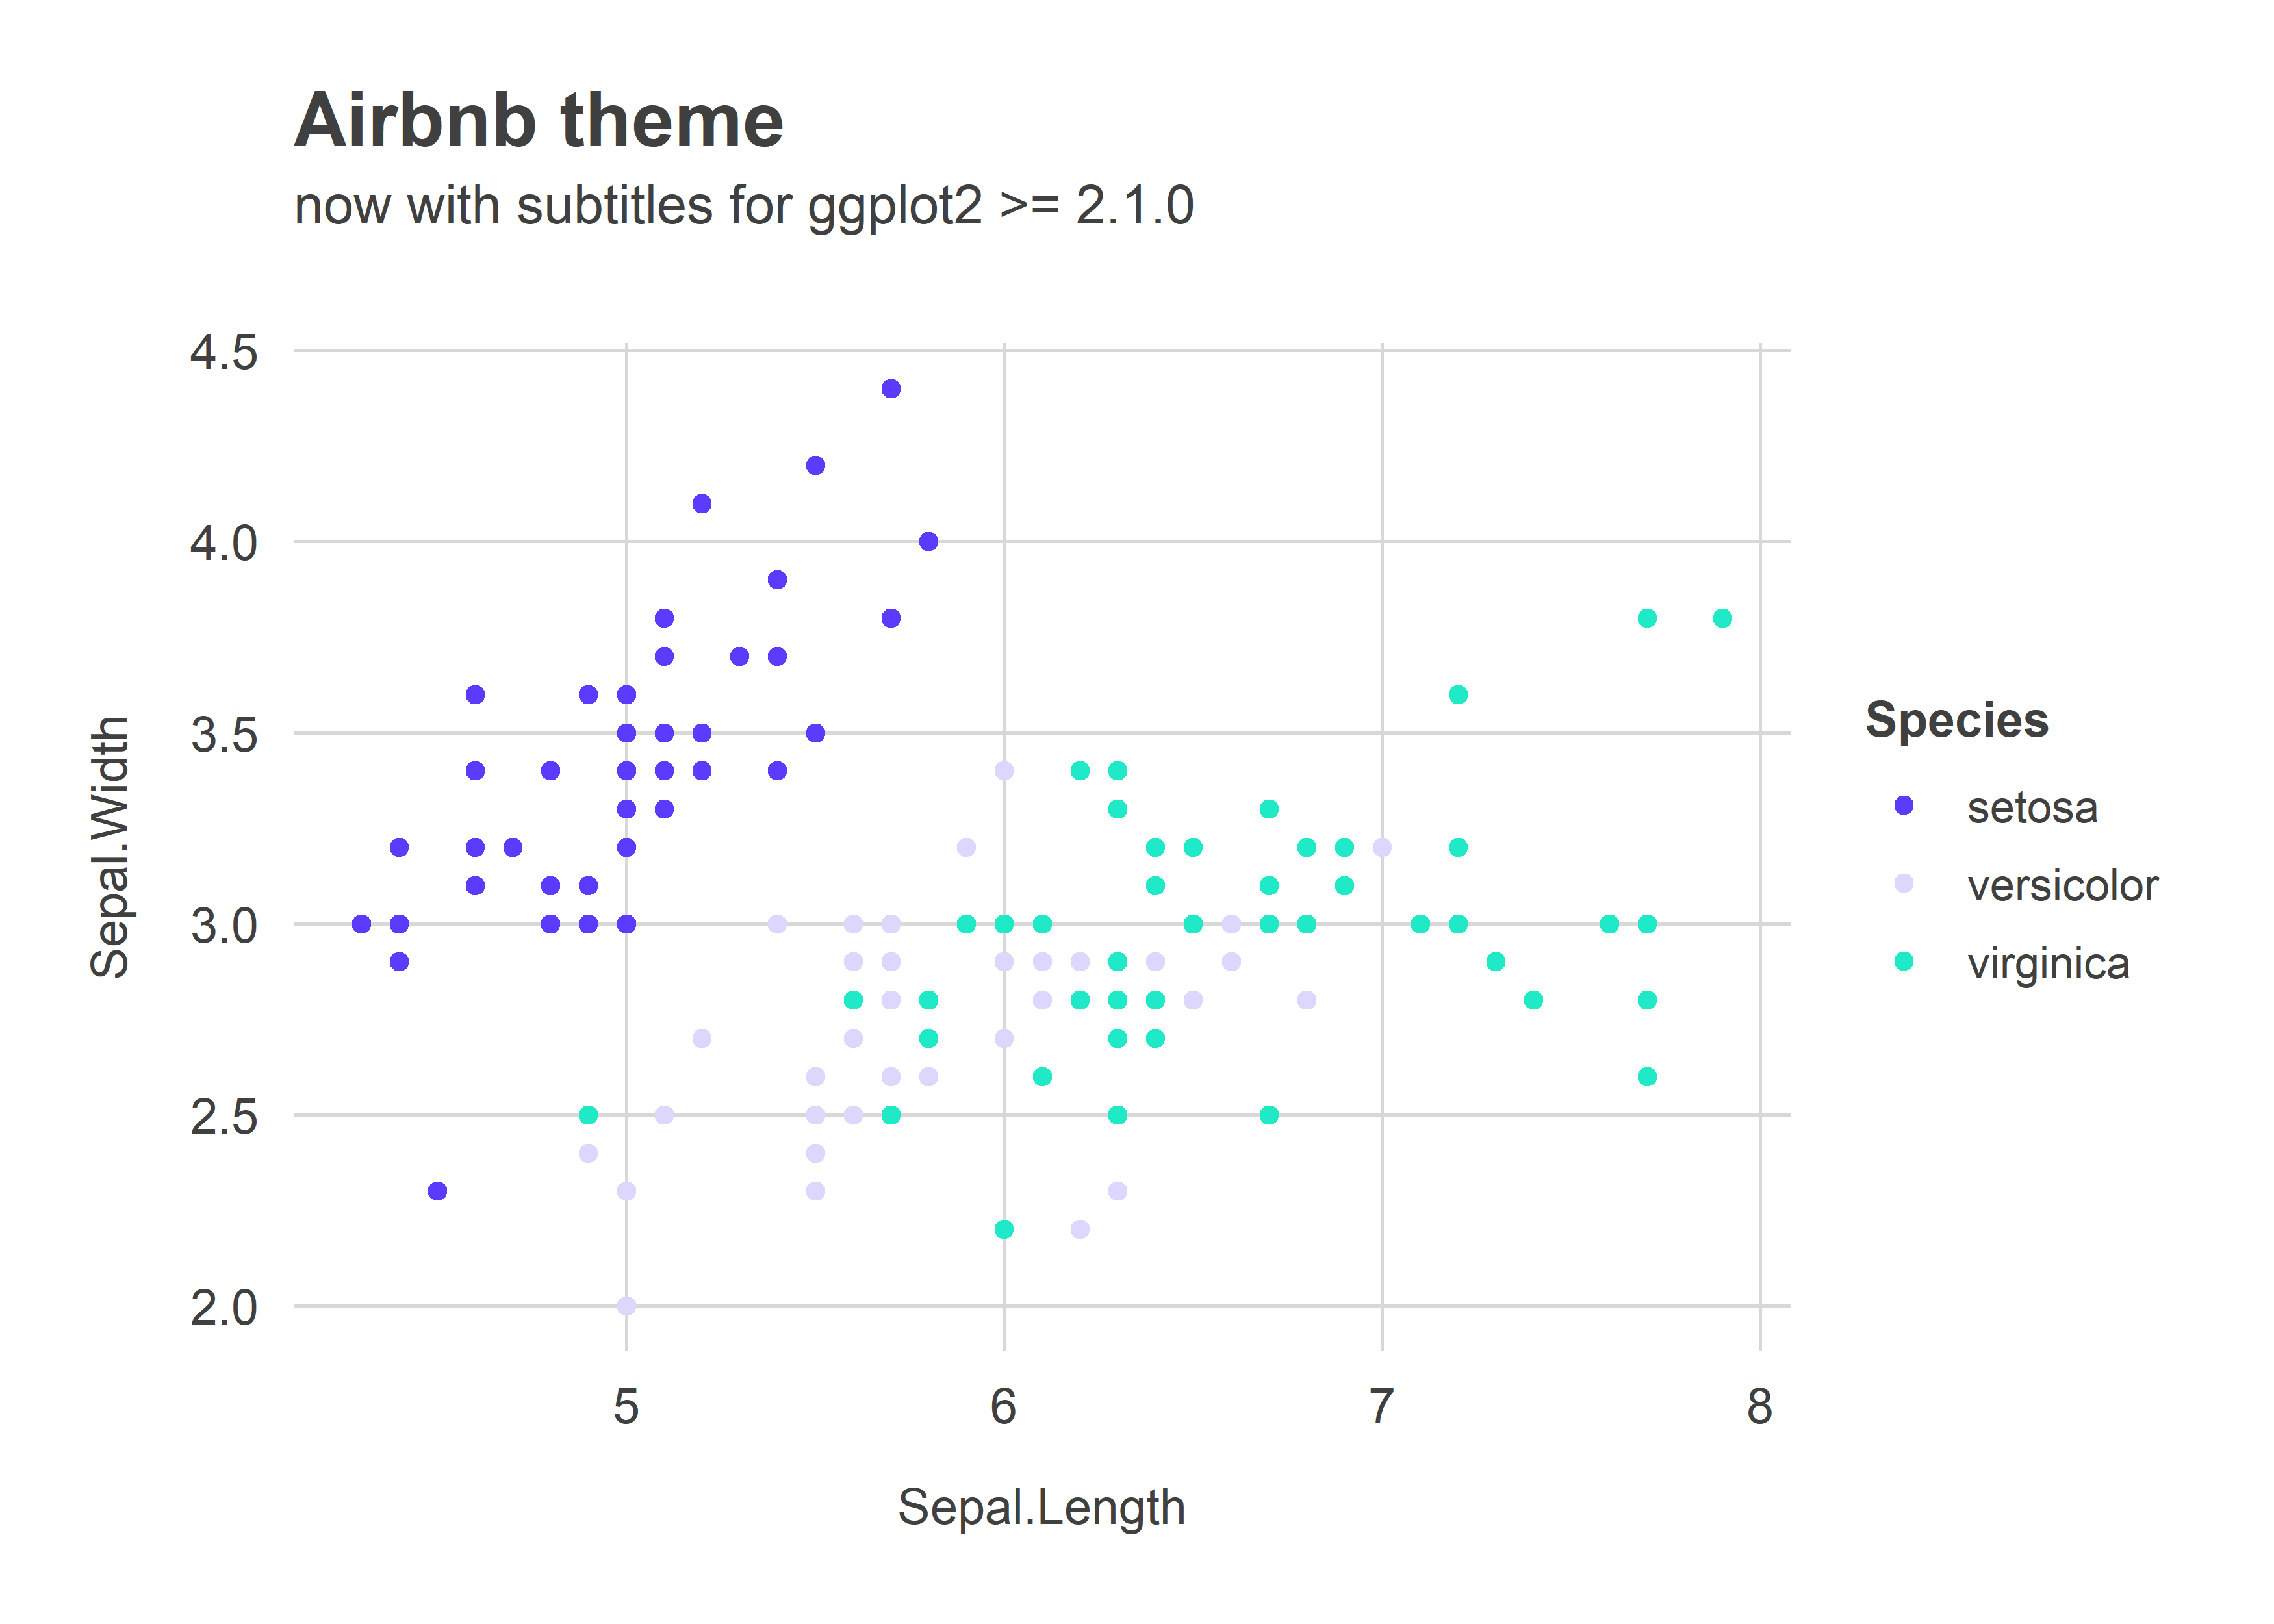 Airbnb theme
now with subtitles for ggplot2 >= 2.1.0
4.5
4.0
3.5
3.0
2.5
2.0
Sepal.Width
5 6 7 8
Sepal.Length
Species
setosa
versicolor
virginica